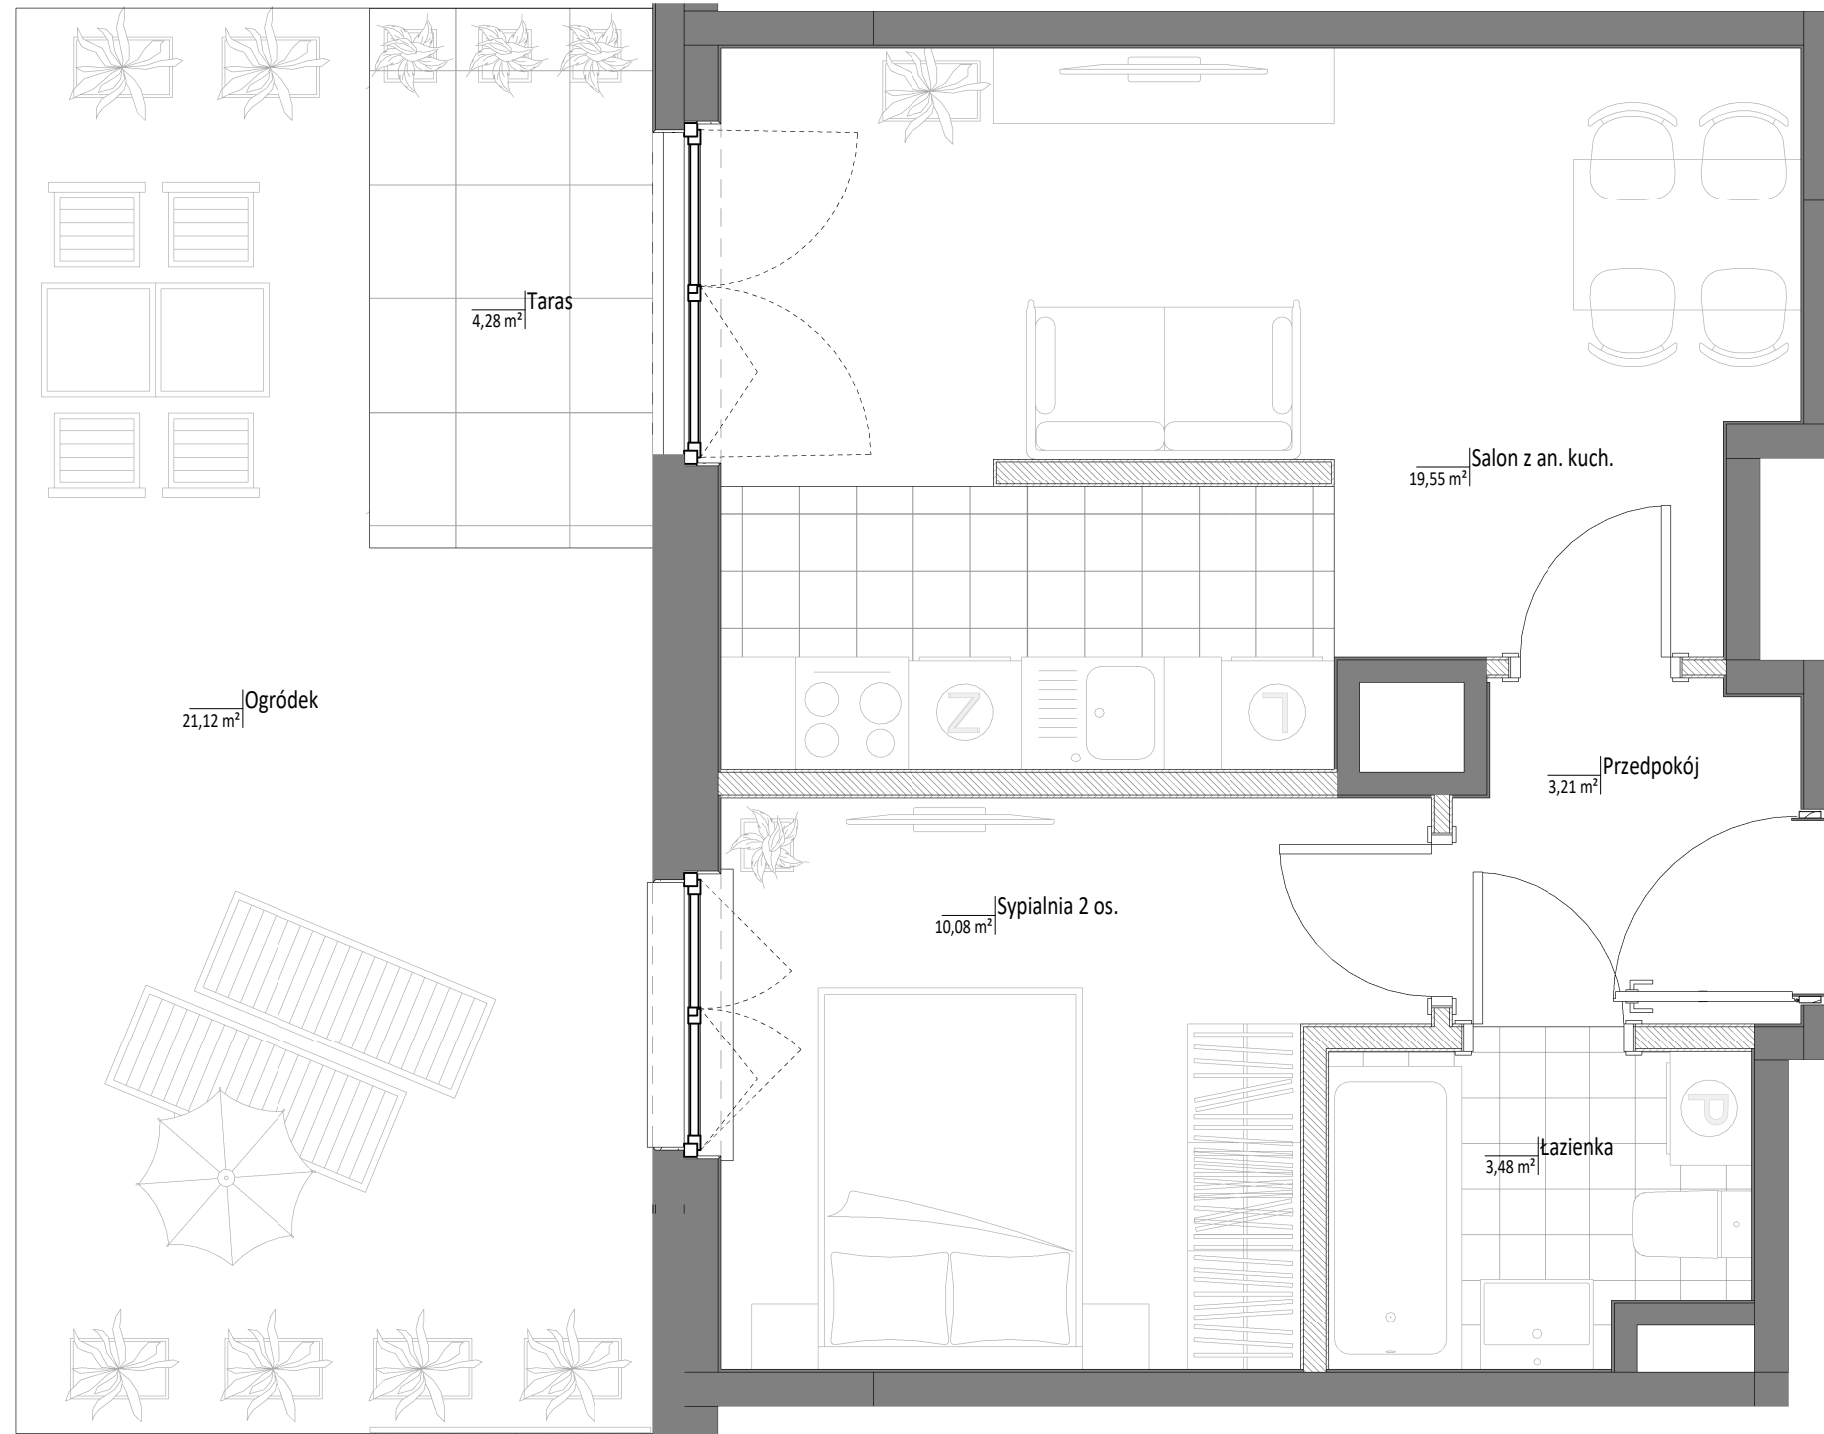 Taras
4,28 m²
Salon z an. kuch.
19,55 m²
Ogródek
21,12 m²
Z
L
Przedpokój
3,21 m²
Sypialnia 2 os.
10,08 m²
P
Łazienka
3,48 m²